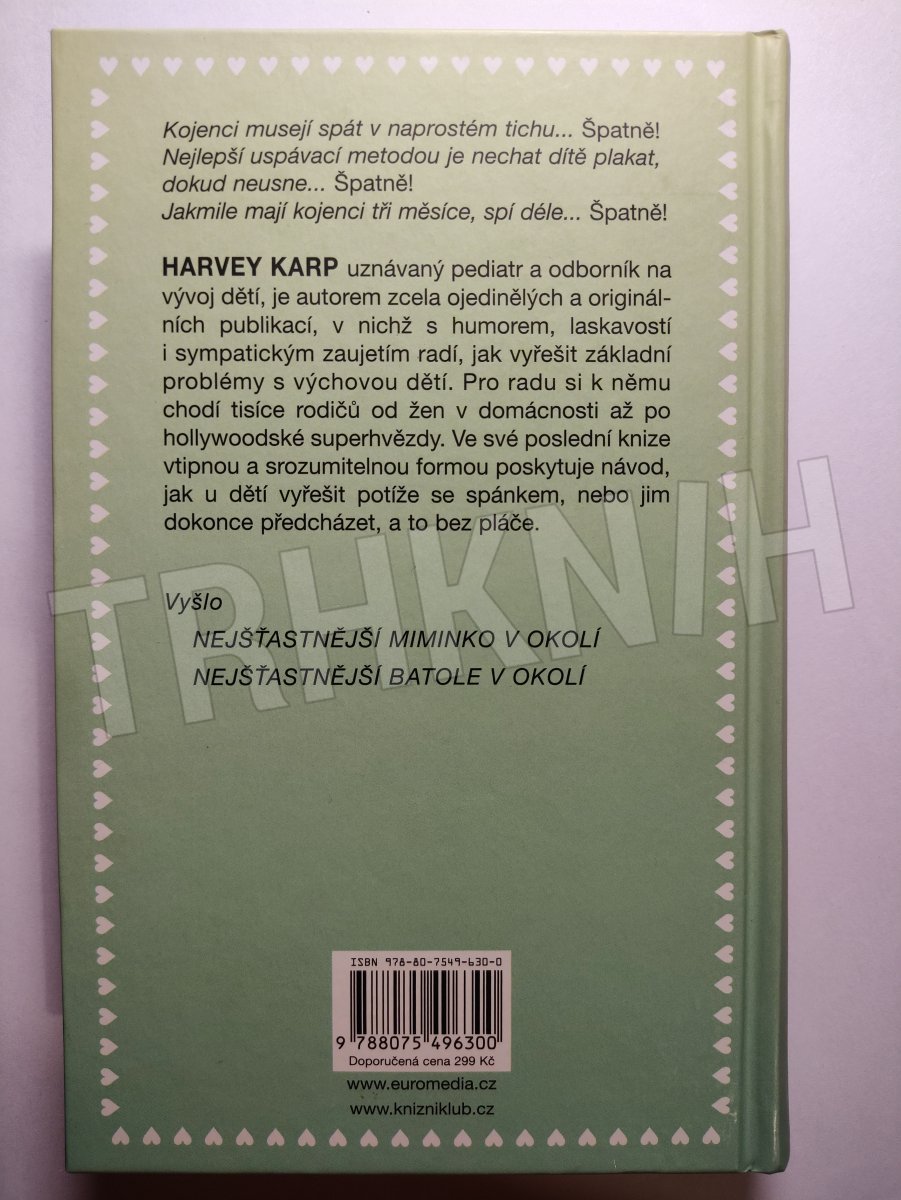 Kojenci musejí spát v naprostém tichu... Špatně!
Nejlepší uspávací metodou je nechat dítě plakat,
dokud neusne... Špatně!
Jakmile mají kojenci tři měsíce, spí déle... Špatně!
HARVEY KARP uznávaný pediatr a odborník na
vývoj dětí, je autorem zcela ojedinělých a originál-
ních publikací, v nichž s humorem, laskavostí
i sympatickým zaujetím radí, jak vyřešit základní
problémy s výchovou dětí. Pro radu si k němu
chodí tisíce rodičů od žen v domácnosti až po
hollywoodské superhvězdy. Ve své poslední knize
vtipnou a srozumitelnou formou poskytuje návod,
jak u dětí vyřešit potíže se spánkem, nebo jim
dokonce předcházet, a to bez pláče.
TRHKNIH
Vyšlo
NEJŠŤASTNĚJŠÍ MIMINKO V OKOLÍ
NEJŠŤASTNĚJŠÍ BATOLE V OKOLÍ
ISBN 978-80-7549-630-0
9 788075 496300
Doporučená cena 299 Kč
www.euromedia.cz
www.knizniklub.cz